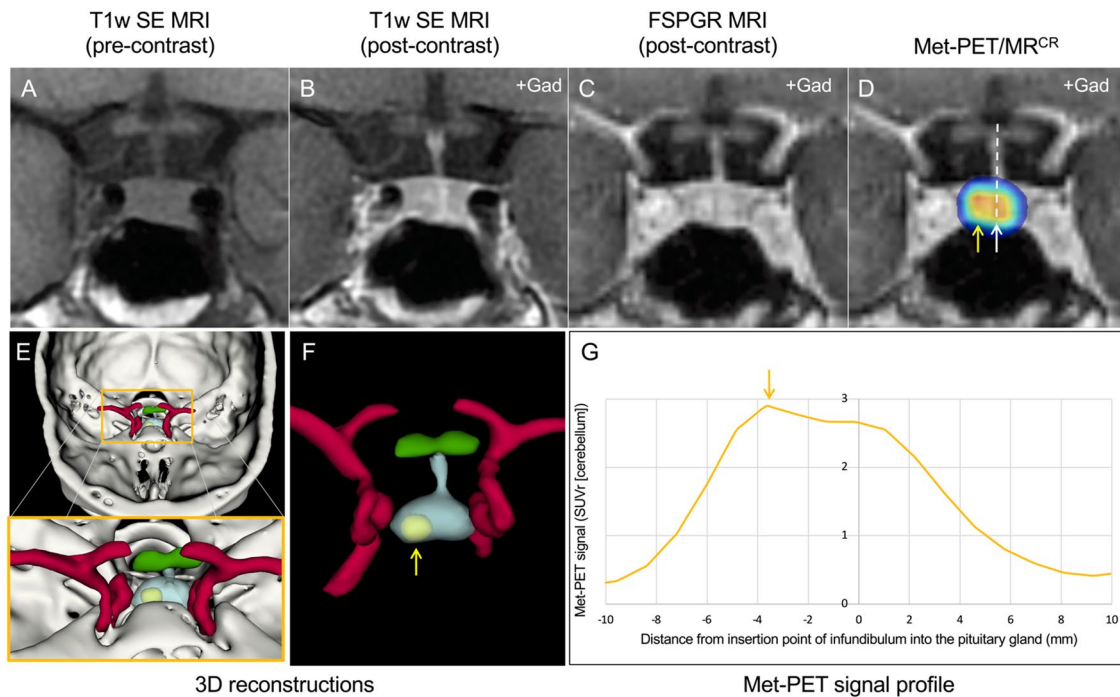 T1w SE MRI
(pre-contrast)
T1w SE MRI
(post-contrast)
FSPGR MRI
(post-contrast)
Met-PET/MRᶜᴿ
A
B
+Gad
C
+Gad
D
+Gad
E
F
G
Met-PET signal (SUVr [cerebellum])
3
2
1
0
-10
-8
-6
-4
-2
0
2
4
6
8
10
Distance from insertion point of infundibulum into the pituitary gland (mm)
3D reconstructions
Met-PET signal profile